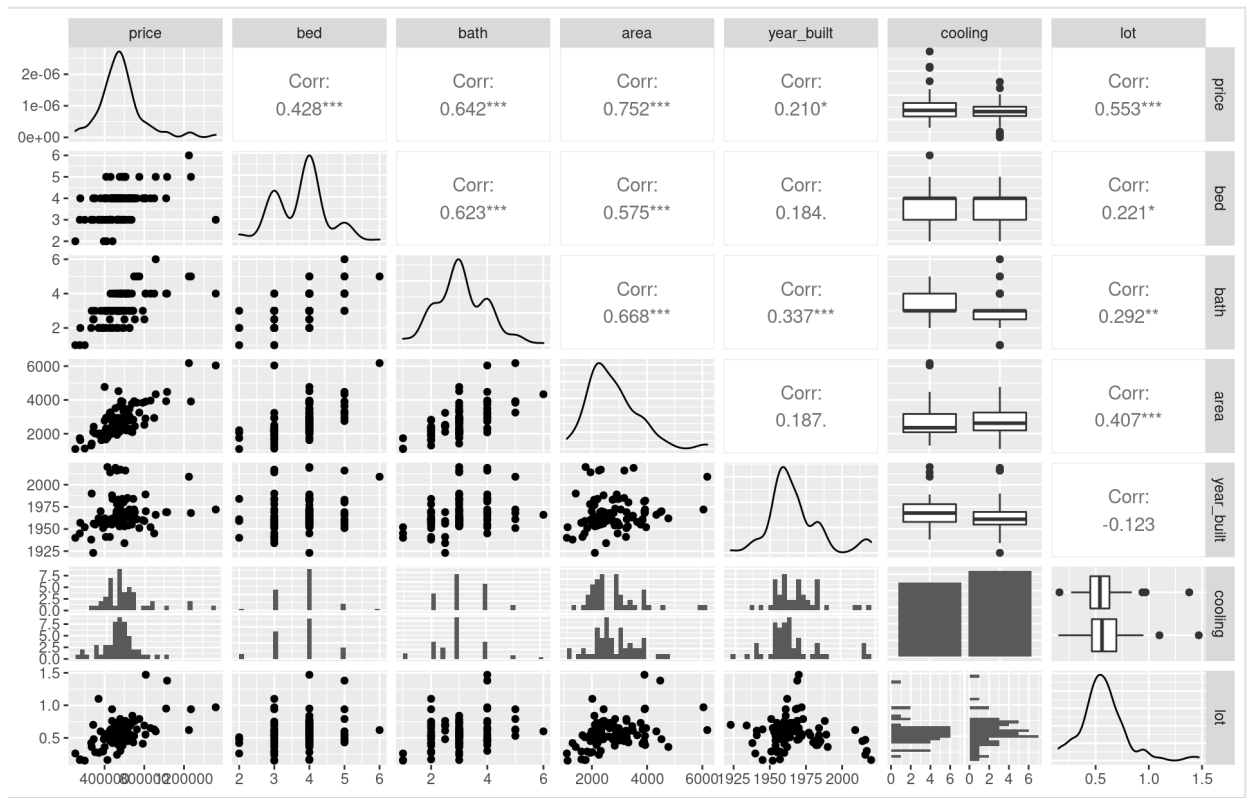 price bed bath area year_built cooling lot
2e-06
1e-06
0e+00
Corr:
0.428***
Corr:
0.642***
Corr:
0.752***
Corr:
0.210*
Corr:
0.553***
price
6
5
4
3
2
Corr:
0.623***
Corr:
0.575***
Corr:
0.184.
Corr:
0.221*
bed
6
4
2
Corr:
0.668***
Corr:
0.337***
Corr:
0.292**
bath
6000
4000
2000
Corr:
0.187.
Corr:
0.407***
area
2000
1975
1950
1925
Corr:
-0.123
year_built
7.5
5.0
2.5
0.0
7.5
5.0
2.5
0.0
cooling
1.5
1.0
0.5
lot
400000 800000 1200000 2 3 4 5 6 2 4 6 2000 4000 6000 1925 1950 1975 2000 0 2 4 6 0 2 4 6 0.5 1.0 1.5